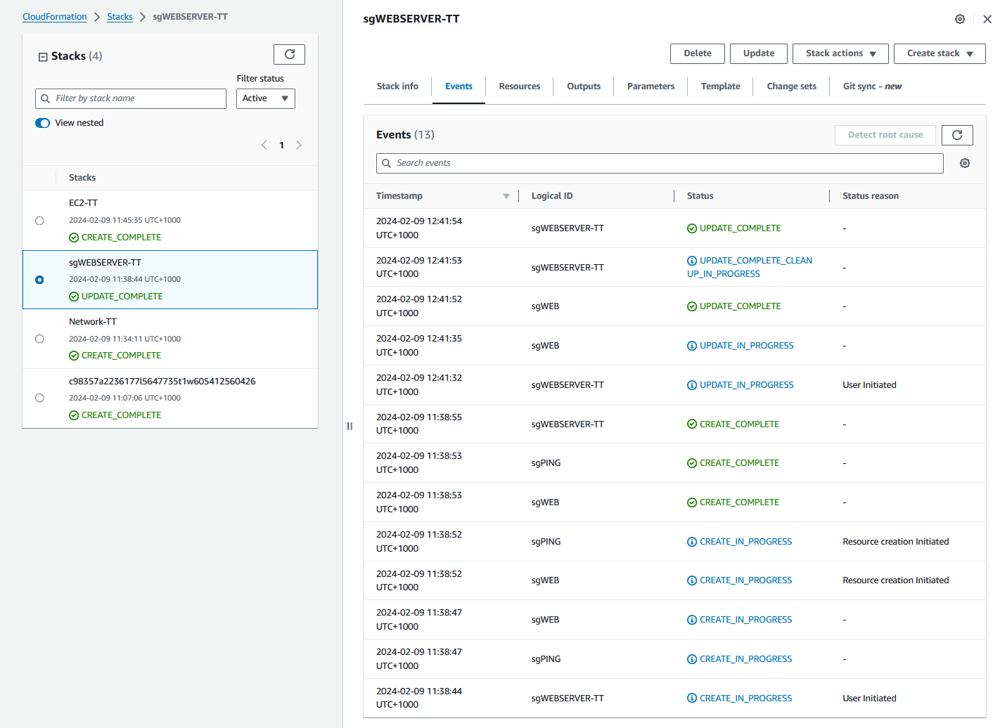 CloudFormation > Stacks > sgWEBSERVER-TT
Stacks (4)
Filter status
Filter by stack name
Active
View nested
1
Stacks
EC2-TT
2024-02-09 11:45:35 UTC+1000
CREATE_COMPLETE
sgWEBSERVER-TT
2024-02-09 11:38:44 UTC+1000
UPDATE_COMPLETE
Network-TT
2024-02-09 11:34:11 UTC+1000
CREATE_COMPLETE
c98357a2236177l5647735t1w605412560426
2024-02-09 11:07:06 UTC+1000
CREATE_COMPLETE
sgWEBSERVER-TT
Delete Update Stack actions Create stack
Stack info Events Resources Outputs Parameters Template Change sets Git sync - new
Events (13)
Detect root cause
Search events
Timestamp Logical ID Status Status reason
2024-02-09 12:41:54
UTC+1000
sgWEBSERVER-TT UPDATE_COMPLETE -
2024-02-09 12:41:53
UTC+1000
sgWEBSERVER-TT
UPDATE_COMPLETE_CLEAN
UP_IN_PROGRESS
-
2024-02-09 12:41:52
UTC+1000
sgWEB UPDATE_COMPLETE -
2024-02-09 12:41:35
UTC+1000
sgWEB UPDATE_IN_PROGRESS -
2024-02-09 12:41:32
UTC+1000
sgWEBSERVER-TT UPDATE_IN_PROGRESS User Initiated
2024-02-09 11:38:55
UTC+1000
sgWEBSERVER-TT CREATE_COMPLETE -
2024-02-09 11:38:53
UTC+1000
sgPING CREATE_COMPLETE -
2024-02-09 11:38:53
UTC+1000
sgWEB CREATE_COMPLETE -
2024-02-09 11:38:52
UTC+1000
sgPING CREATE_IN_PROGRESS Resource creation Initiated
2024-02-09 11:38:52
UTC+1000
sgWEB CREATE_IN_PROGRESS Resource creation Initiated
2024-02-09 11:38:47
UTC+1000
sgWEB CREATE_IN_PROGRESS -
2024-02-09 11:38:47
UTC+1000
sgPING CREATE_IN_PROGRESS -
2024-02-09 11:38:44
UTC+1000
sgWEBSERVER-TT CREATE_IN_PROGRESS User Initiated